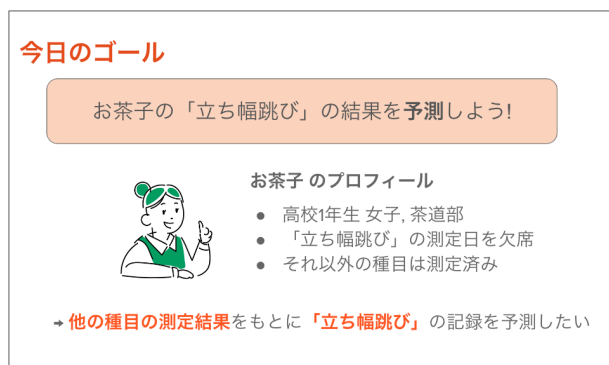 今日のゴール
お茶子の「立ち幅跳び」の結果を予測しよう!
お茶子 のプロフィール
● 高校1年生 女子, 茶道部
● 「立ち幅跳び」の測定日を欠席
● それ以外の種目は測定済み
➡ 他の種目の測定結果をもとに「立ち幅跳び」の記録を予測したい